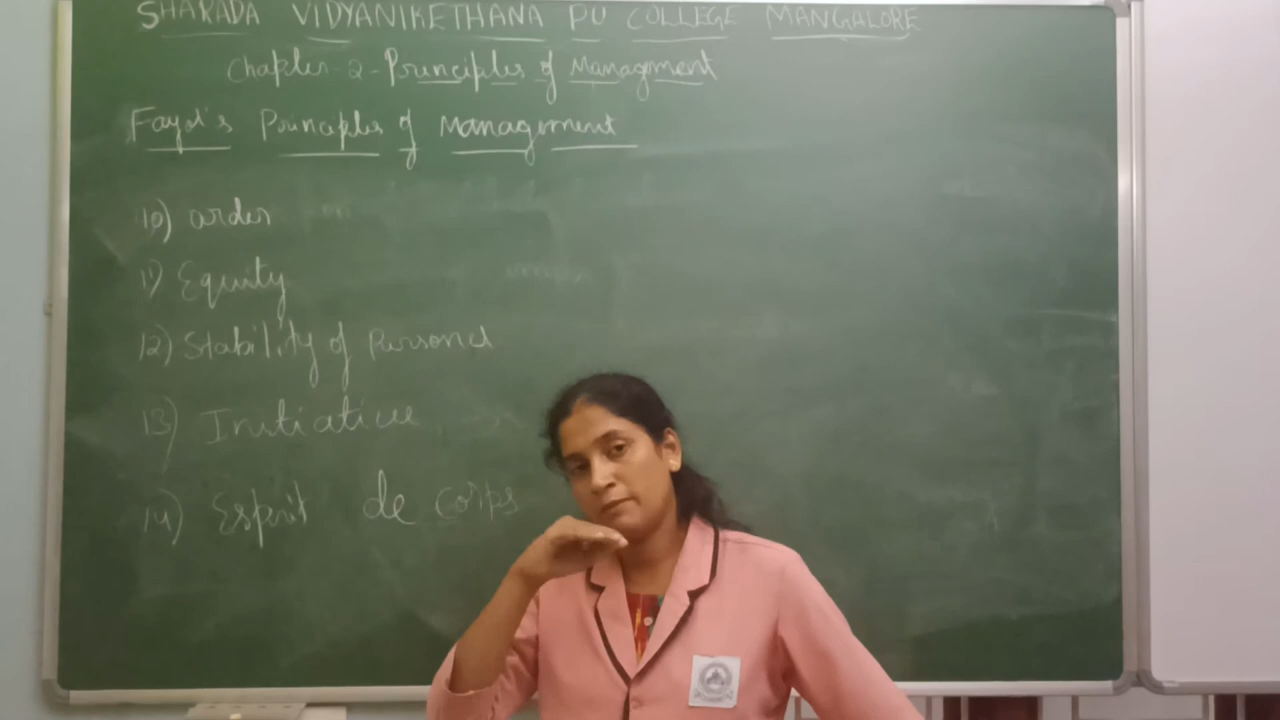 SHARADA VIDYANIKETHANA PU COLLEGE MANGALORE
Chapter-2-Principles of Management
Fayol's Principles of Management
10) order
11) Equity
12) Stability of Personel
13) Initiative
14) Esprit de corps